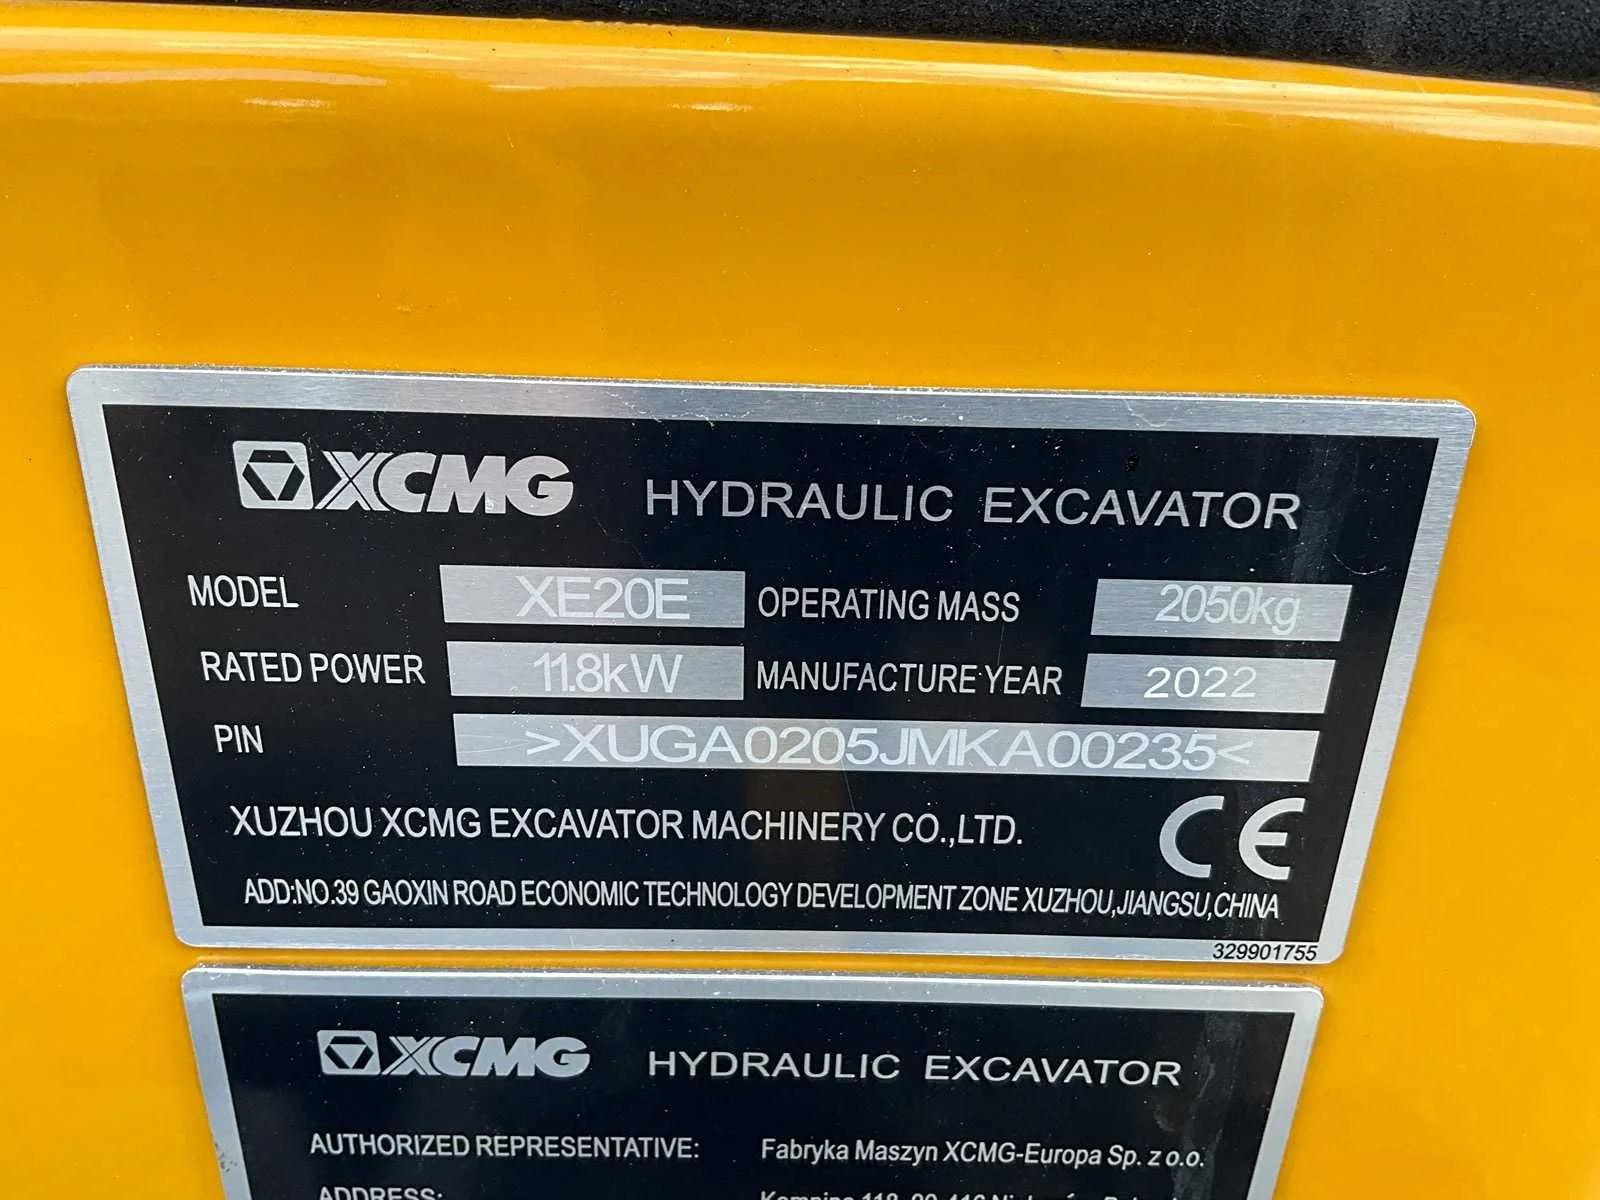 XCMG HYDRAULIC EXCAVATOR
MODEL XE20E OPERATING MASS 2050kg
RATED POWER 11.8kW MANUFACTURE YEAR 2022
PIN >XUGA0205JMKA00235<
XUZHOU XCMG EXCAVATOR MACHINERY CO.,LTD. CE
ADD:NO.39 GAOXIN ROAD ECONOMIC TECHNOLOGY DEVELOPMENT ZONE XUZHOU,JIANGSU,CHINA
329901755
XCMG HYDRAULIC EXCAVATOR
AUTHORIZED REPRESENTATIVE: Fabryka Maszyn XCMG-Europa Sp. z o.o.
ADDRESS: